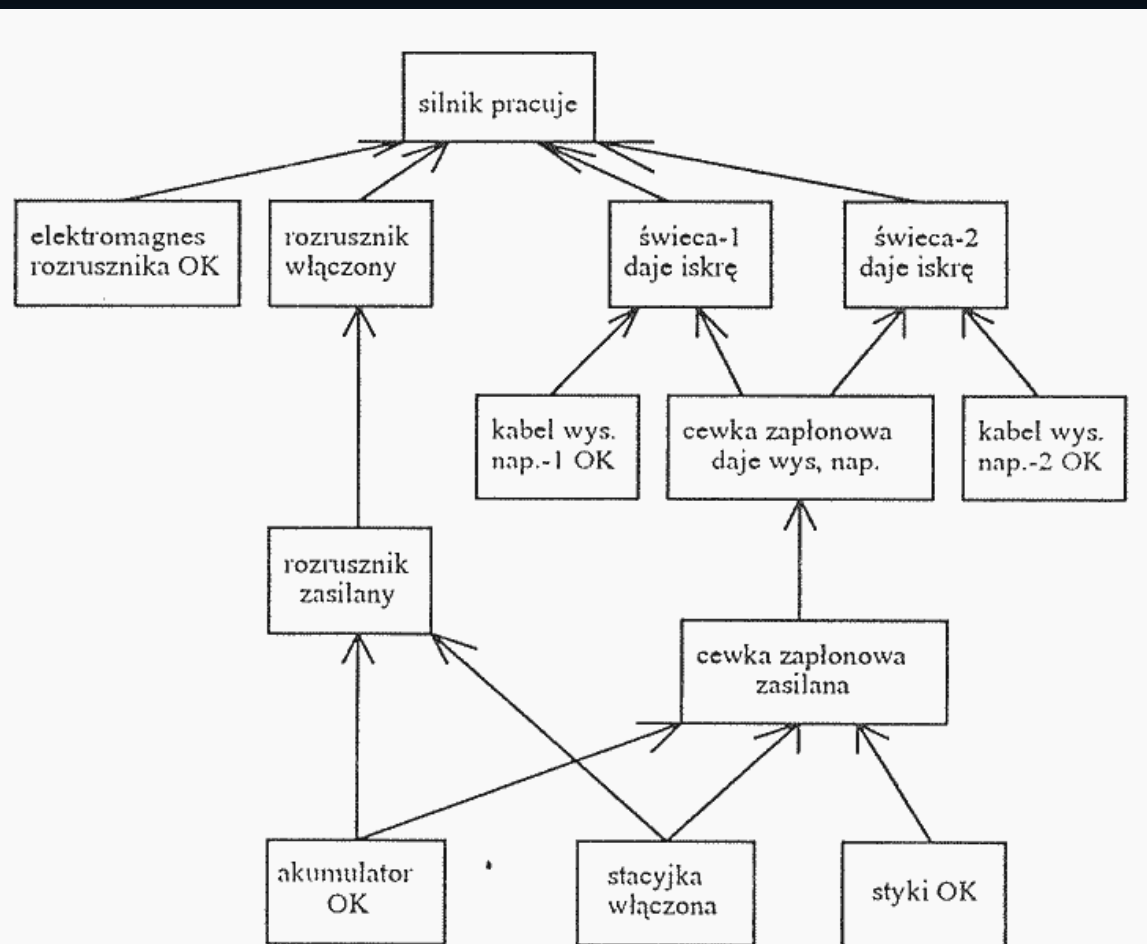 silnik pracuje
elektromagnes
rozrusznika OK
rozrusznik
włączony
świeca-1
daje iskrę
świeca-2
daje iskrę
kabel wys.
nap.-1 OK
cewka zapłonowa
daje wys, nap.
kabel wys.
nap.-2 OK
rozrusznik
zasilany
cewka zapłonowa
zasilana
akumulator
OK
stacyjka
włączona
styki OK